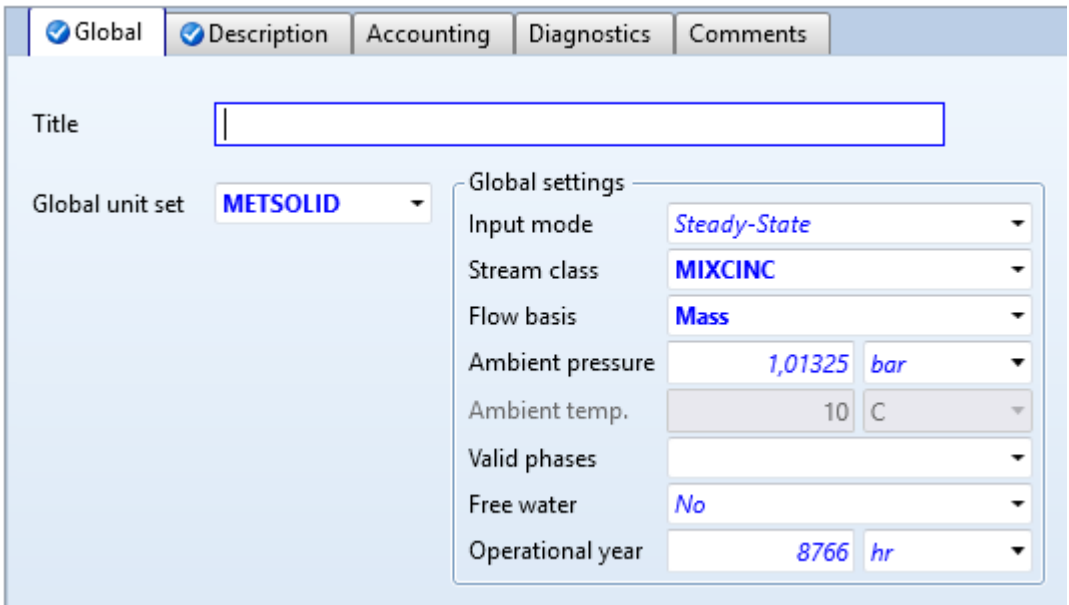 Global Description Accounting Diagnostics Comments
Title
Global unit set METSOLID
Global settings
Input mode Steady-State
Stream class MIXCINC
Flow basis Mass
Ambient pressure 1,01325 bar
Ambient temp. 10 C
Valid phases
Free water No
Operational year 8766 hr